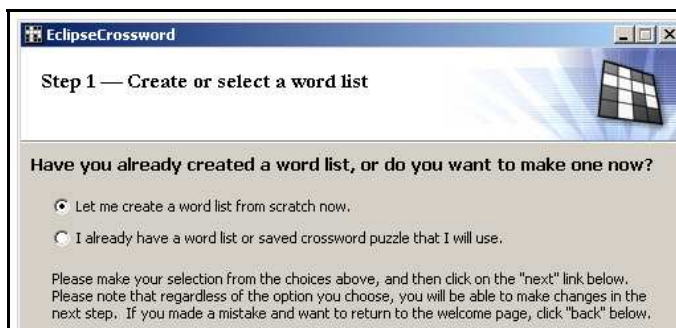 EclipseCrossword
Step 1 — Create or select a word list
Have you already created a word list, or do you want to make one now?
Let me create a word list from scratch now.
I already have a word list or saved crossword puzzle that I will use.
Please make your selection from the choices above, and then click on the "next" link below.
Please note that regardless of the option you choose, you will be able to make changes in the
next step. If you made a mistake and want to return to the welcome page, click "back" below.